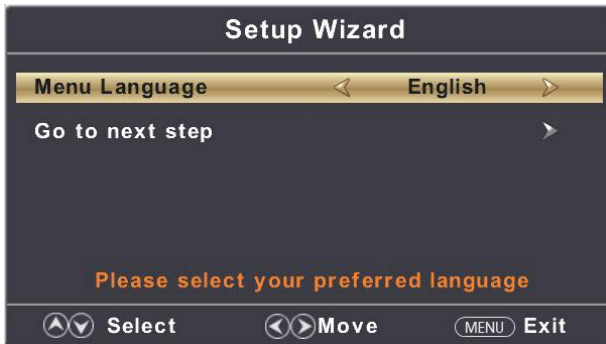 Setup Wizard
Menu Language English
Go to next step
Please select your preferred language
Select Move MENU Exit